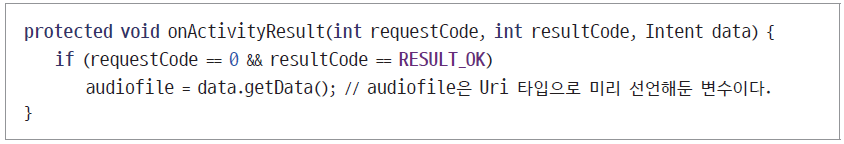 protected void onActivityResult(int requestCode, int resultCode, Intent data) {
    if (requestCode == 0 && resultCode == RESULT_OK)
        audiofile = data.getData(); // audiofile은 Uri 타입으로 미리 선언해둔 변수이다.
}